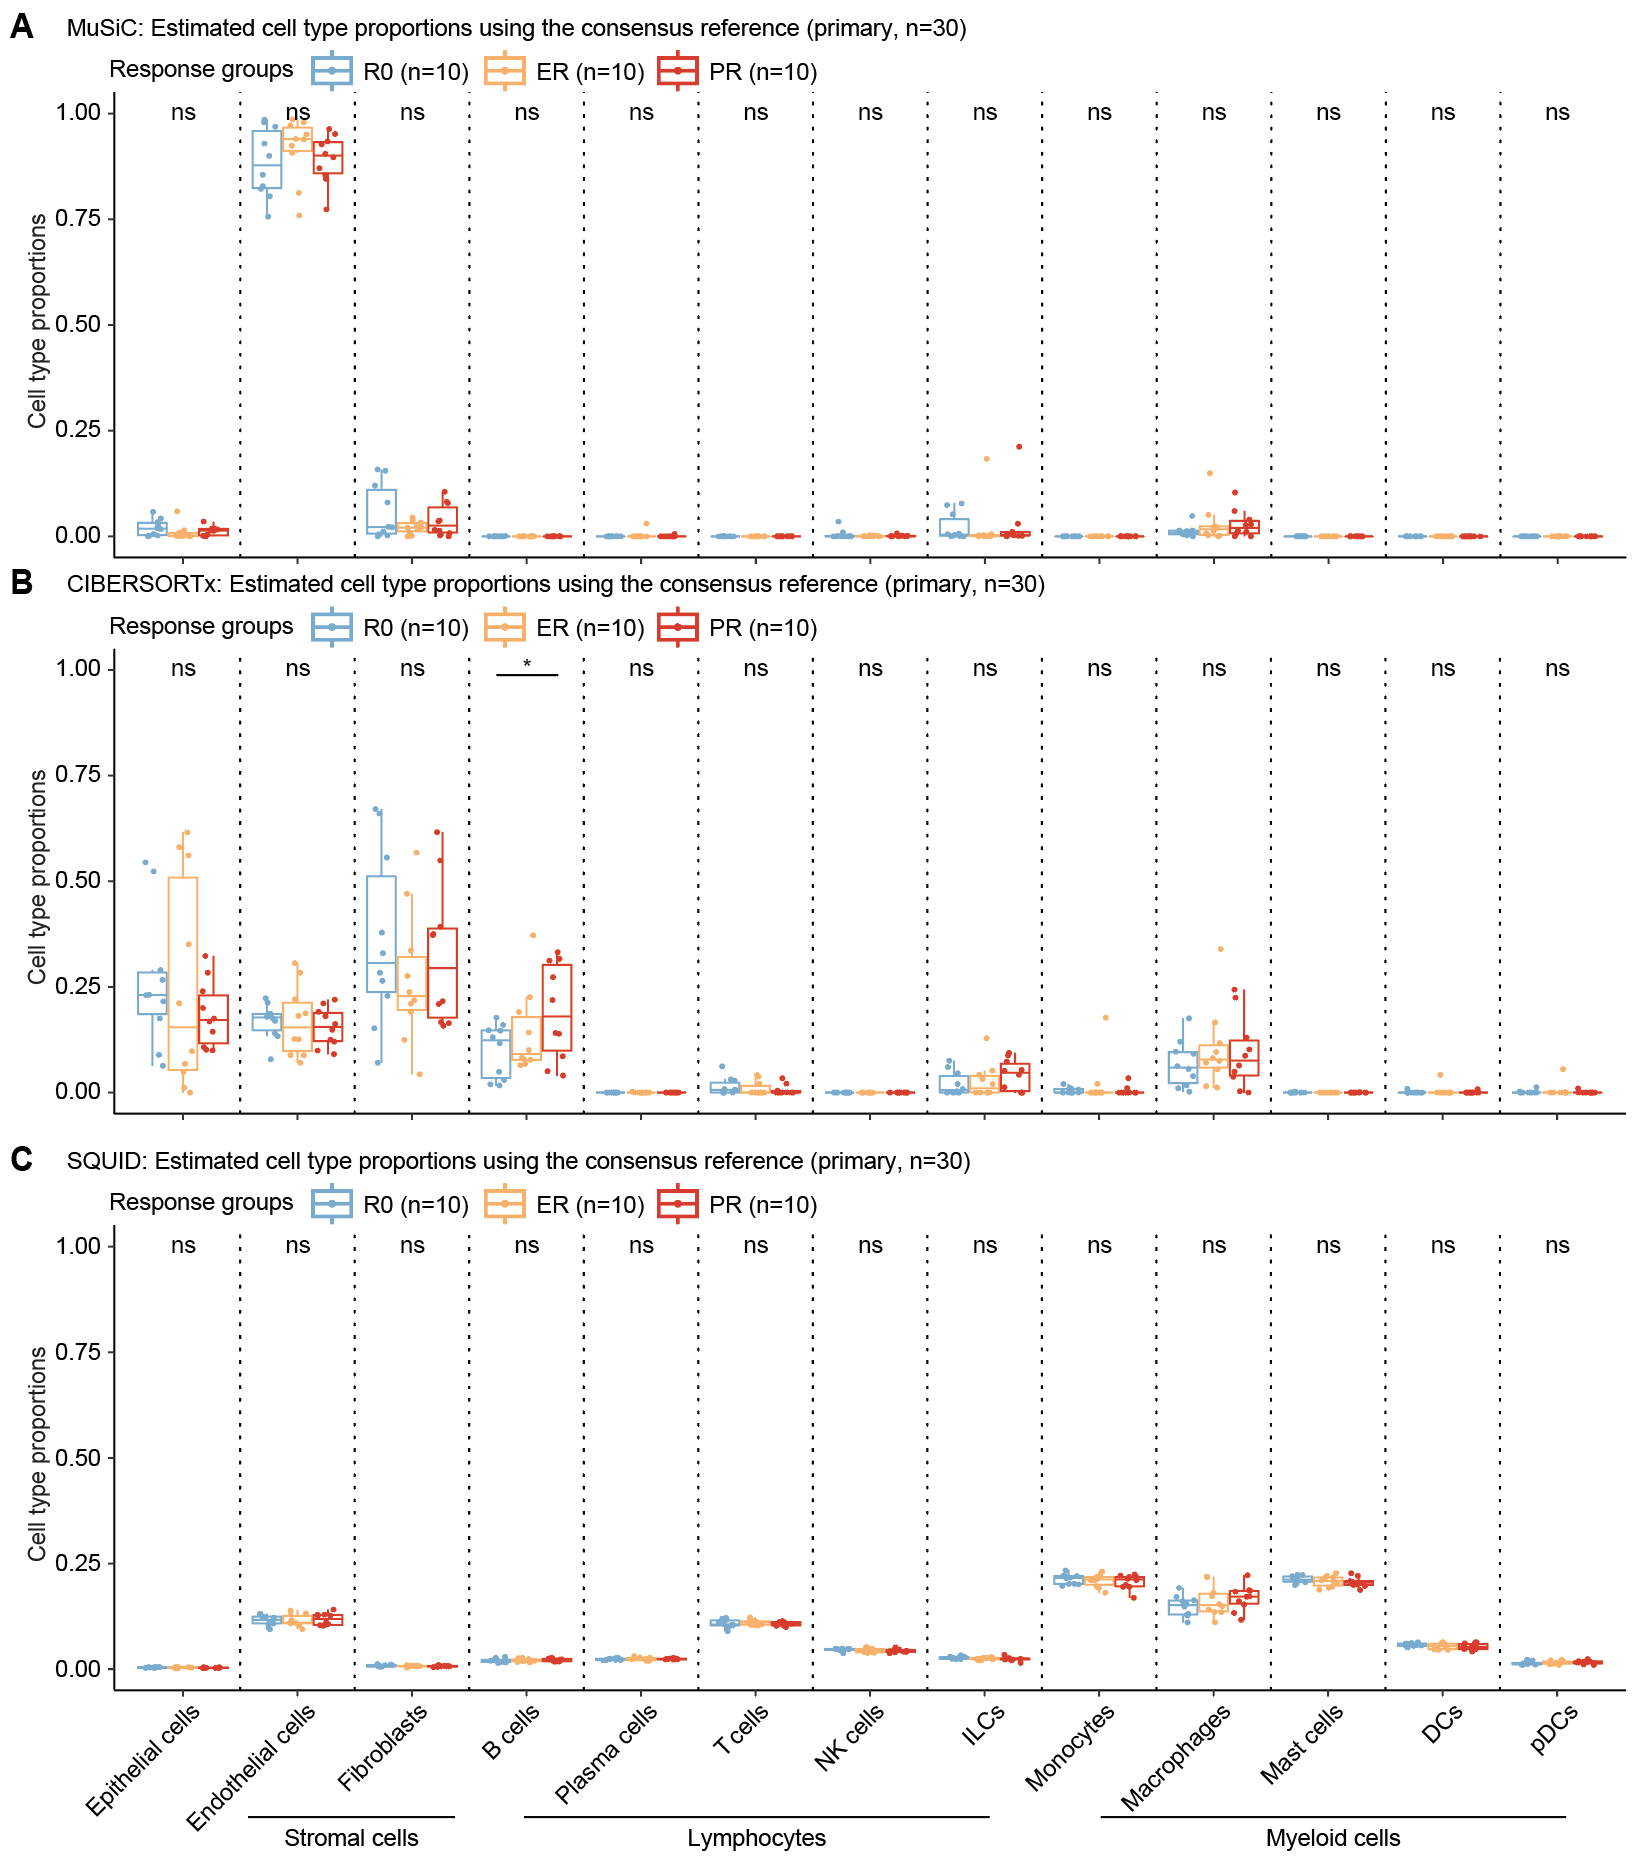 A MuSiC: Estimated cell type proportions using the consensus reference (primary, n=30)
Response groups R0 (n=10) ER (n=10) PR (n=10)
ns ns ns ns ns ns ns ns ns ns ns ns ns
1.00
0.75
0.50
0.25
0.00
Cell type proportions
B CIBERSORTx: Estimated cell type proportions using the consensus reference (primary, n=30)
Response groups R0 (n=10) ER (n=10) PR (n=10)
ns ns ns * ns ns ns ns ns ns ns ns ns
1.00
0.75
0.50
0.25
0.00
Cell type proportions
C SQUID: Estimated cell type proportions using the consensus reference (primary, n=30)
Response groups R0 (n=10) ER (n=10) PR (n=10)
ns ns ns ns ns ns ns ns ns ns ns ns ns
1.00
0.75
0.50
0.25
0.00
Cell type proportions
Epithelial cells
Endothelial cells
Fibroblasts
B cells
Plasma cells
T cells
NK cells
ILCs
Monocytes
Macrophages
Mast cells
DCs
pDCs
Stromal cells Lymphocytes Myeloid cells